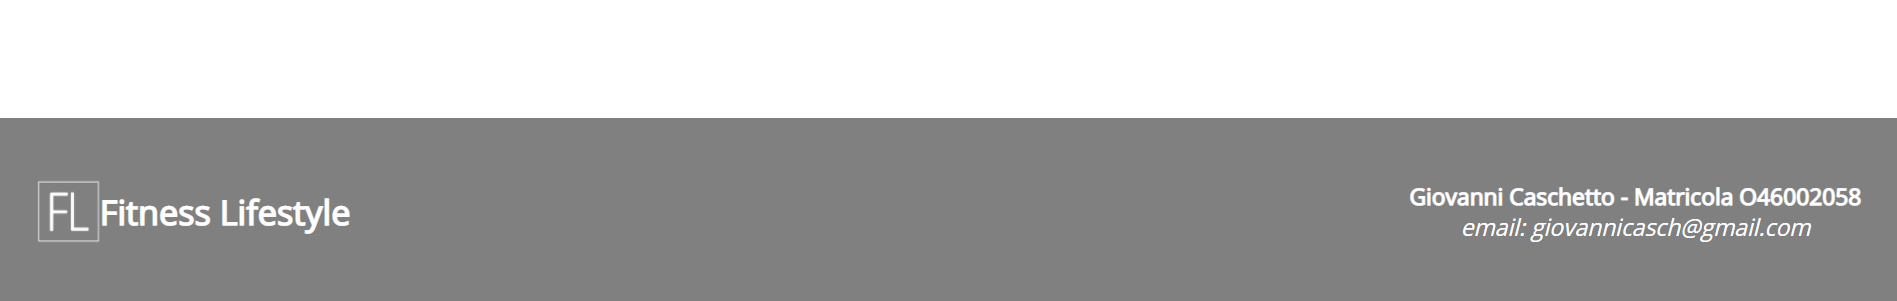 FL Fitness Lifestyle
Giovanni Caschetto - Matricola O46002058
email: giovannicasch@gmail.com